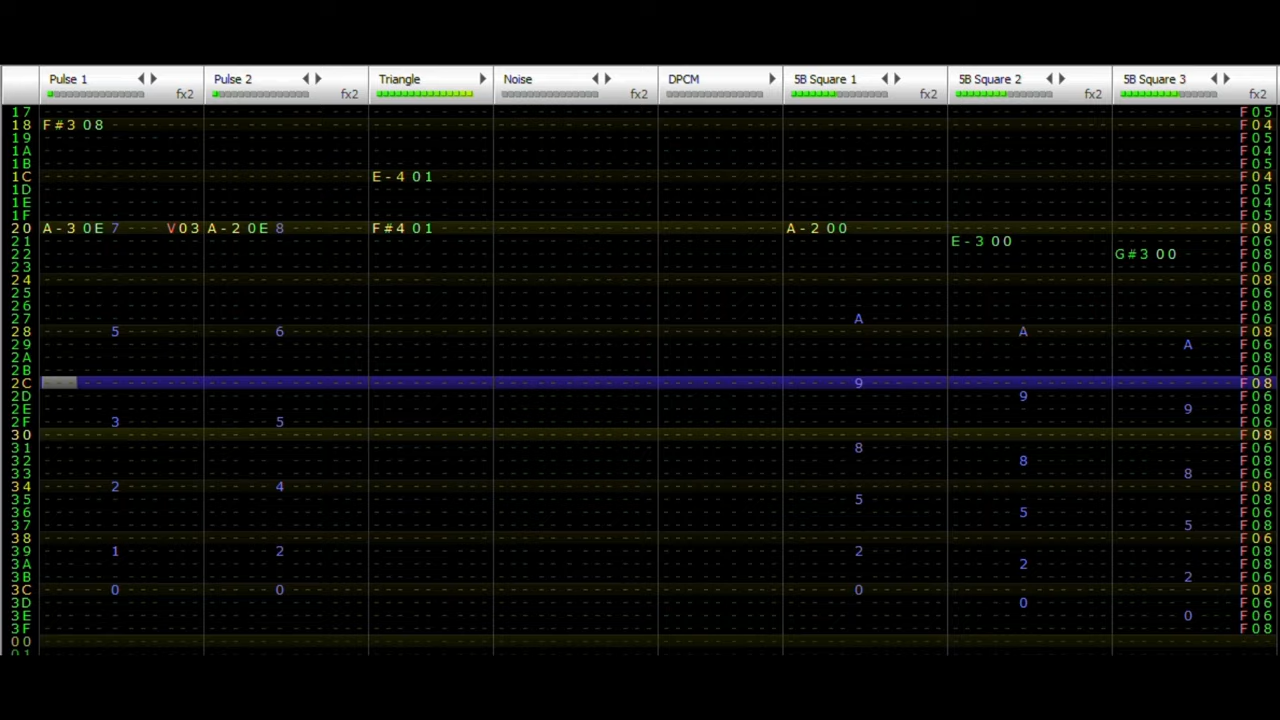 Pulse 1 Pulse 2 Triangle Noise DPCM 5B Square 1 5B Square 2 5B Square 3
fx2 fx2 fx2 fx2 fx2 fx2
17 F05
18 F#3 08 F04
19 F05
1A F04
1B F05
1C E-4 01 F04
1D F05
1E F04
1F F05
20 A-3 0E 7 V03 A-2 0E 8 F#4 01 A-2 00 F08
21 E-3 00 F06
22 G#3 00 F08
23 F06
24 F08
25 F06
26 F08
27 A F06
28 5 6 A F08
29 A F06
2A F08
2B F06
2C 9 F08
2D 9 F06
2E 9 F08
2F 3 5 F06
30 F08
31 8 F06
32 8 F08
33 8 F06
34 2 4 F08
35 5 F08
36 5 F06
37 5 F08
38 F06
39 1 2 2 F08
3A 2 F08
3B 2 F06
3C 0 0 0 F08
3D 0 F06
3E 0 F06
3F F08
00
01